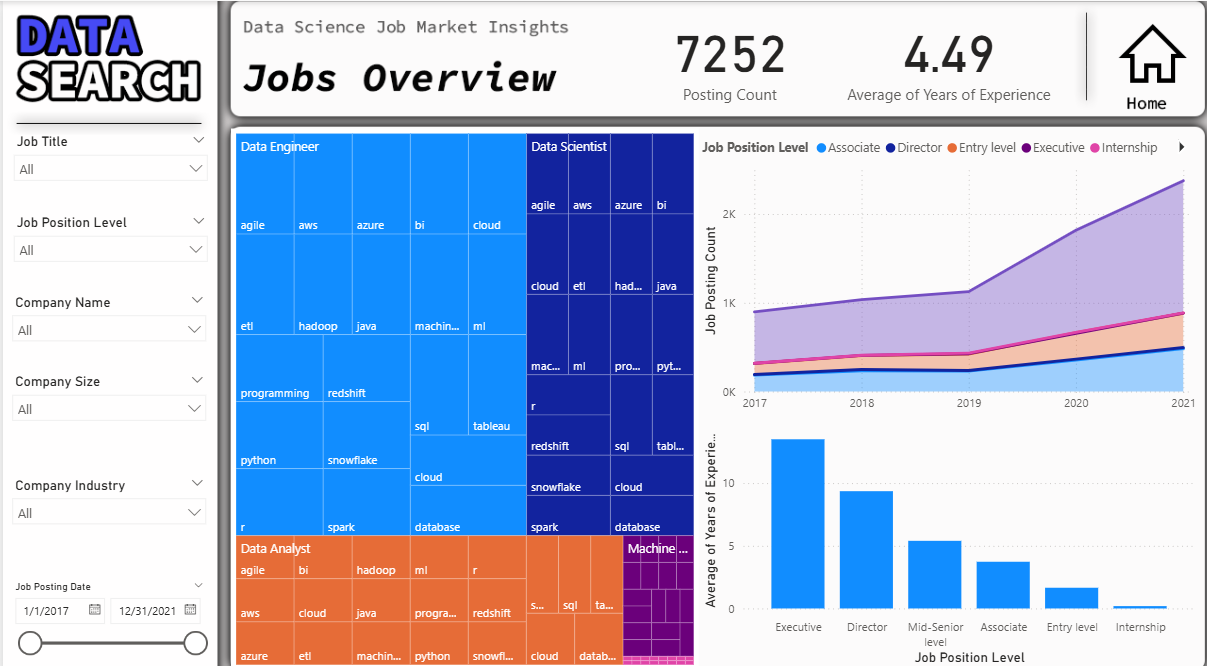 DATA
SEARCH
Job Title
All
Job Position Level
All
Company Name
All
Company Size
All
Company Industry
All
Job Posting Date
1/1/2017
12/31/2021
Data Science Job Market Insights
Jobs Overview
7252
Posting Count
4.49
Average of Years of Experience
Home
Data Engineer
agile aws azure bi cloud
etl hadoop java machin... ml
programming redshift
sql tableau
python snowflake
cloud
r spark
database
Data Scientist
agile aws azure bi
cloud etl had... java
mac... ml pro... pyt...
r
redshift sql tabl...
snowflake cloud
spark database
Data Analyst
agile bi hadoop ml r
aws cloud java progra... redshift
s... sql ta...
azure etl machin... python snowfl...
cloud datab...
Machine ...
Job Position Level Associate Director Entry level Executive Internship
Job Posting Count
2K
1K
0K
2017 2018 2019 2020 2021
Average of Years of Experie...
10
5
0
Executive Director Mid-Senior level Associate Entry level Internship
Job Position Level